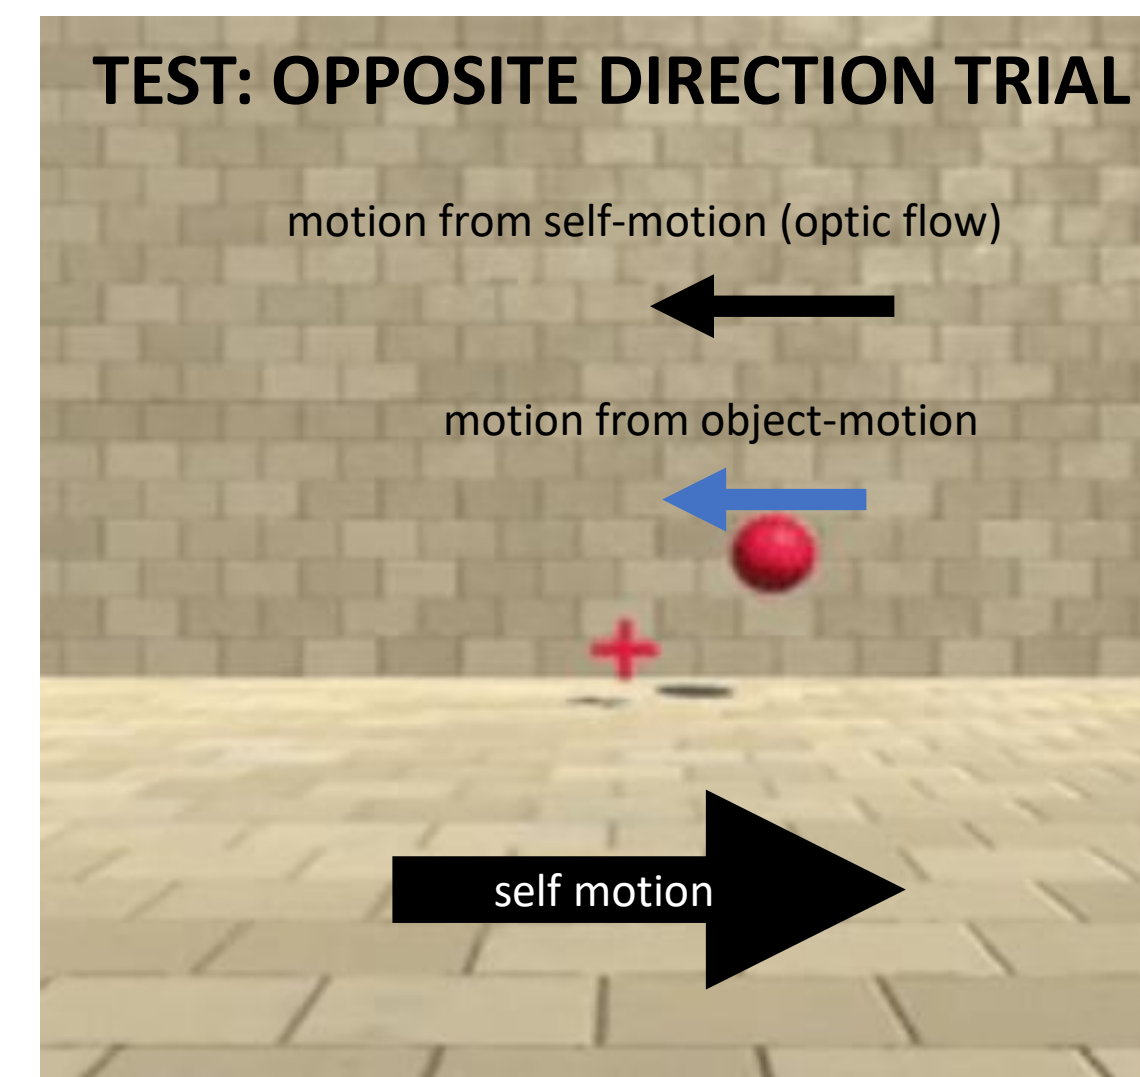 TEST: OPPOSITE DIRECTION TRIAL
motion from self-motion (optic flow)
motion from object-motion
self motion